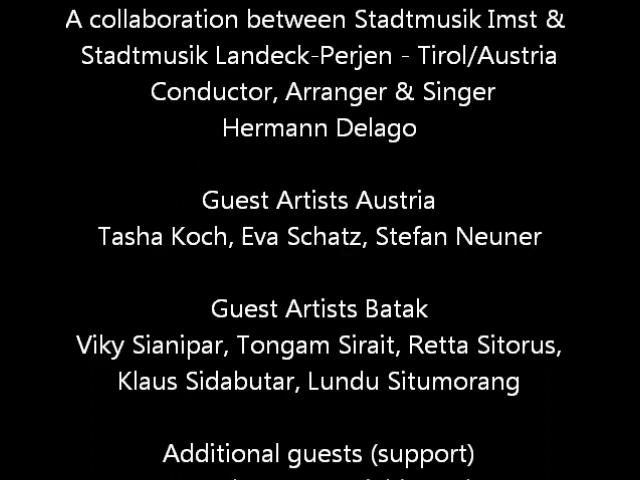 A collaboration between Stadtmusik Imst &
Stadtmusik Landeck-Perjen - Tirol/Austria
Conductor, Arranger & Singer
Hermann Delago
Guest Artists Austria
Tasha Koch, Eva Schatz, Stefan Neuner
Guest Artists Batak
Viky Sianipar, Tongam Sirait, Retta Sitorus,
Klaus Sidabutar, Lundu Situmorang
Additional guests (support)